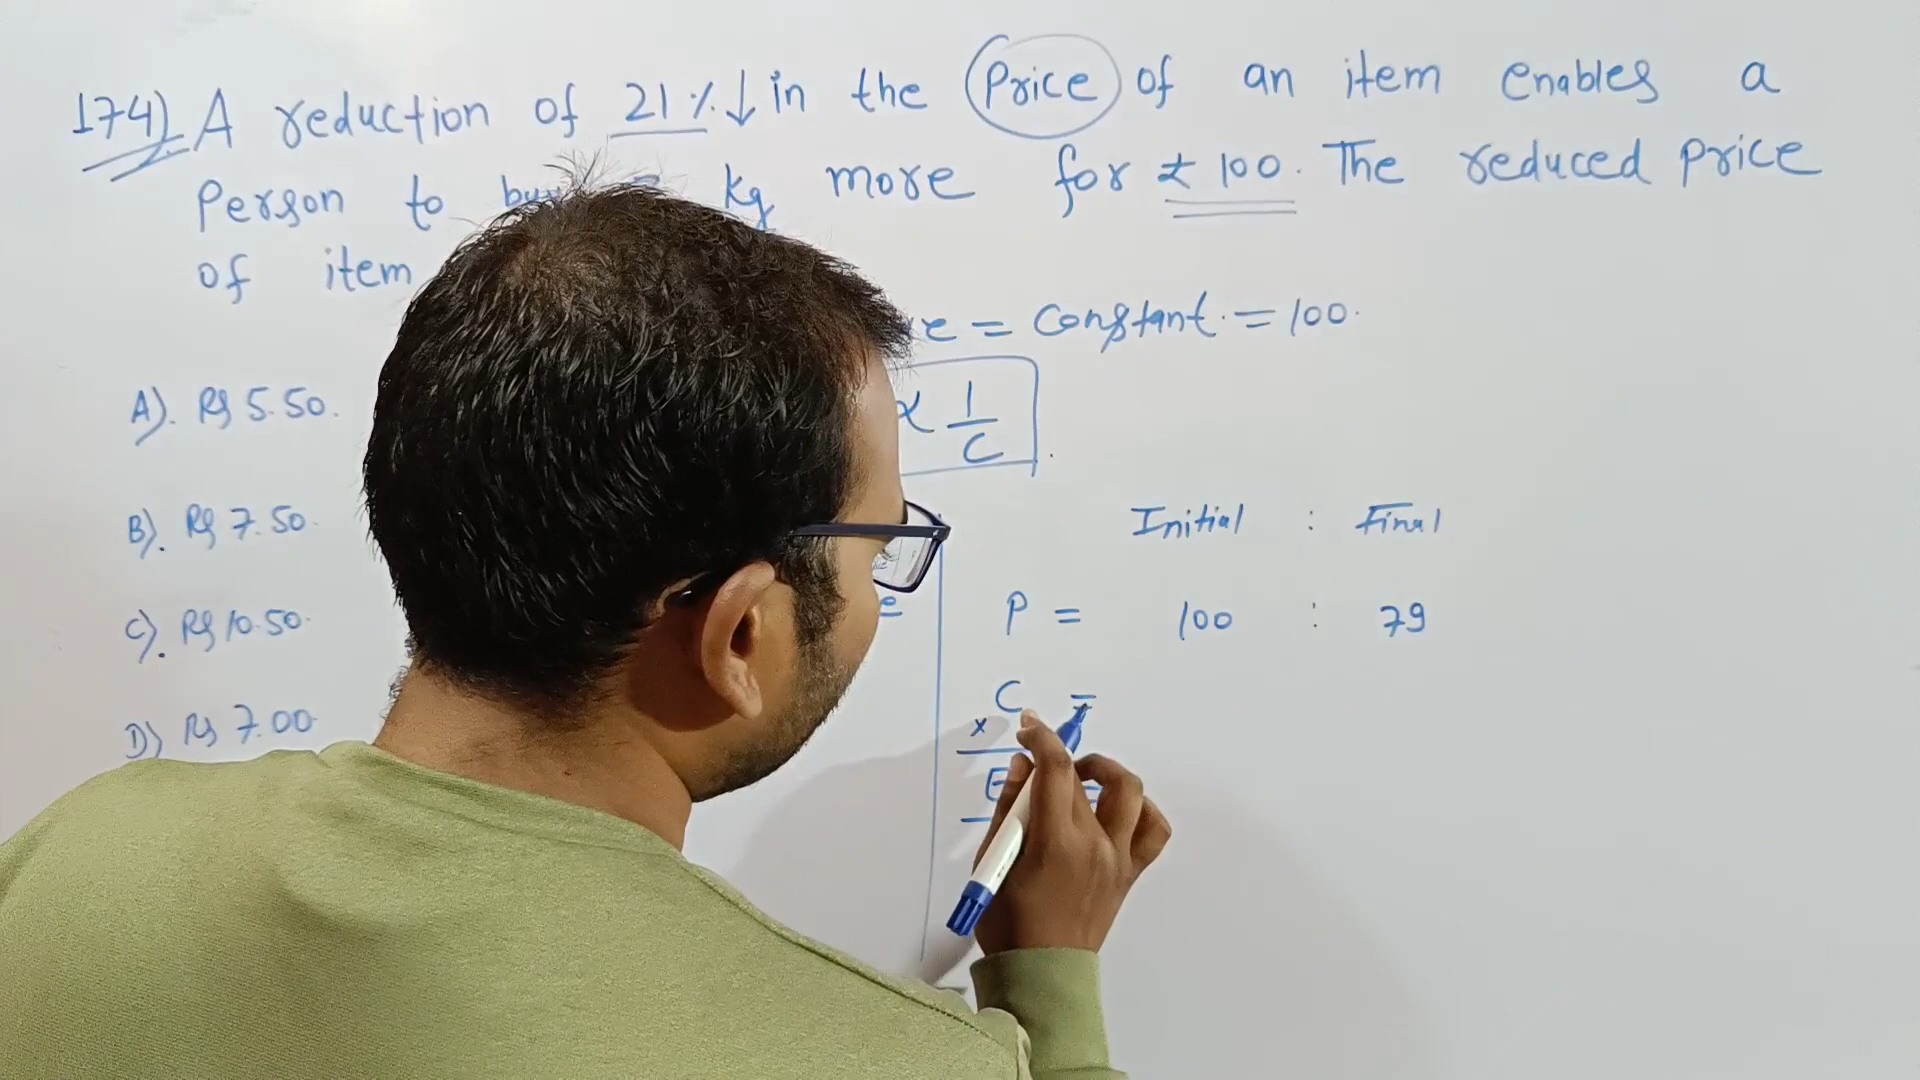 174) A reduction of 21% ↓ in the Price of an item enables a
Person to kg more for ₹ 100. The reduced price
of item
= Constant. = 100.
∝ 1/C
A). Rs 5.50.
B). Rs 7.50.
C). Rs 10.50.
D) Rs 7.00
Initial : Final
P = 100 : 79
× C =
E =